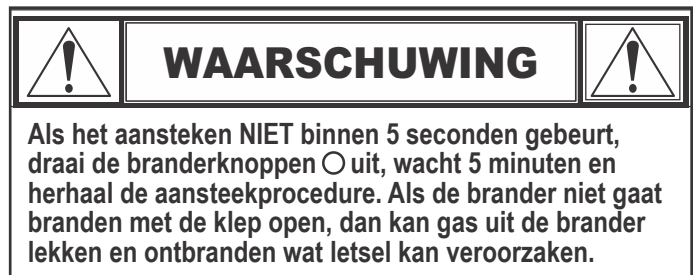 WAARSCHUWING
Als het aansteken NIET binnen 5 seconden gebeurt,
draai de branderknoppen ○ uit, wacht 5 minuten en
herhaal de aansteekprocedure. Als de brander niet gaat
branden met de klep open, dan kan gas uit de brander
lekken en ontbranden wat letsel kan veroorzaken.